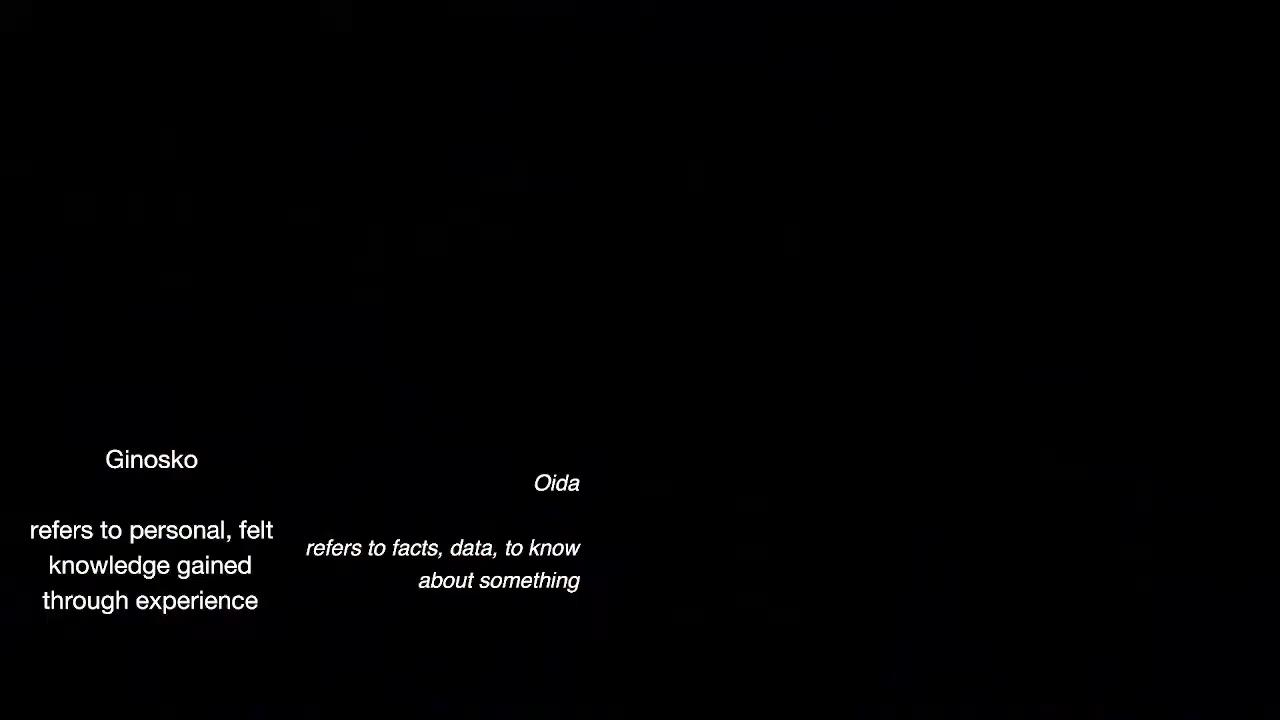 Ginosko
refers to personal, felt
knowledge gained
through experience
Oida
refers to facts, data, to know
about something